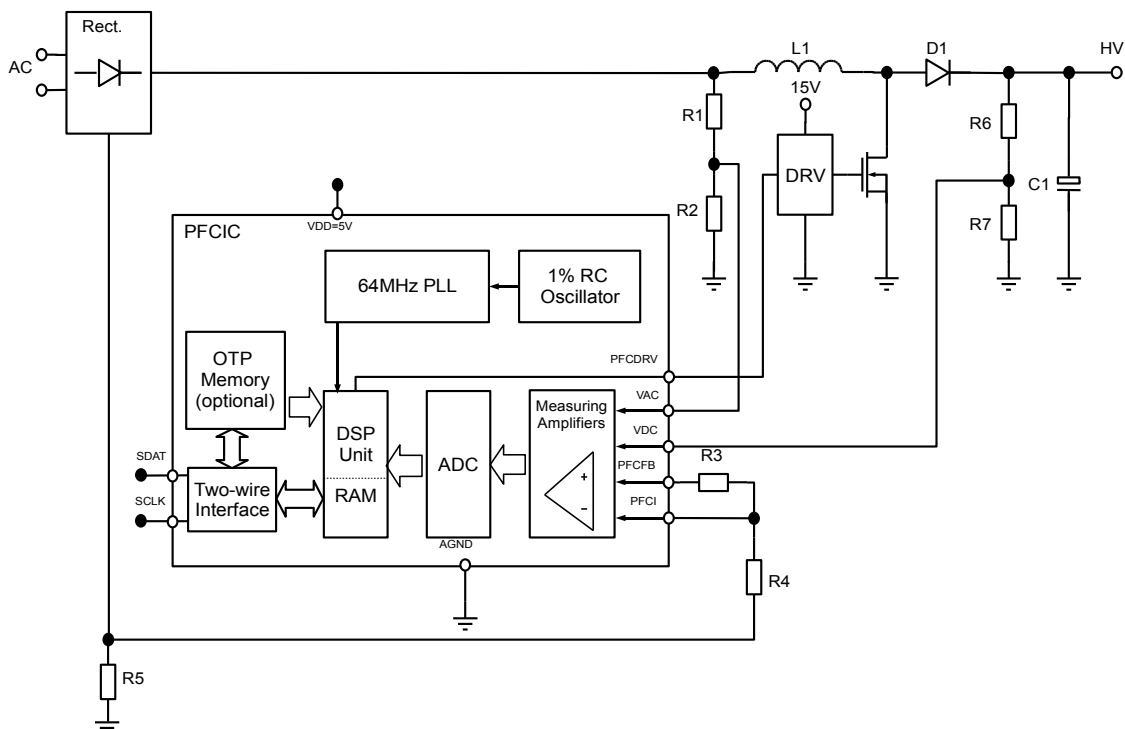 Rect.
AC
L1
D1
HV
15V
R1
R6
DRV
C1
R2
R7
VDD=5V
PFCIC
64MHz PLL
1% RC
Oscillator
OTP
Memory
(optional)
PFCDRV
VAC
Measuring
Amplifiers
VDC
DSP
Unit
ADC
PFCFB
R3
SDAT
Two-wire
Interface
RAM
+
PFCI
SCLK
−
AGND
R4
R5